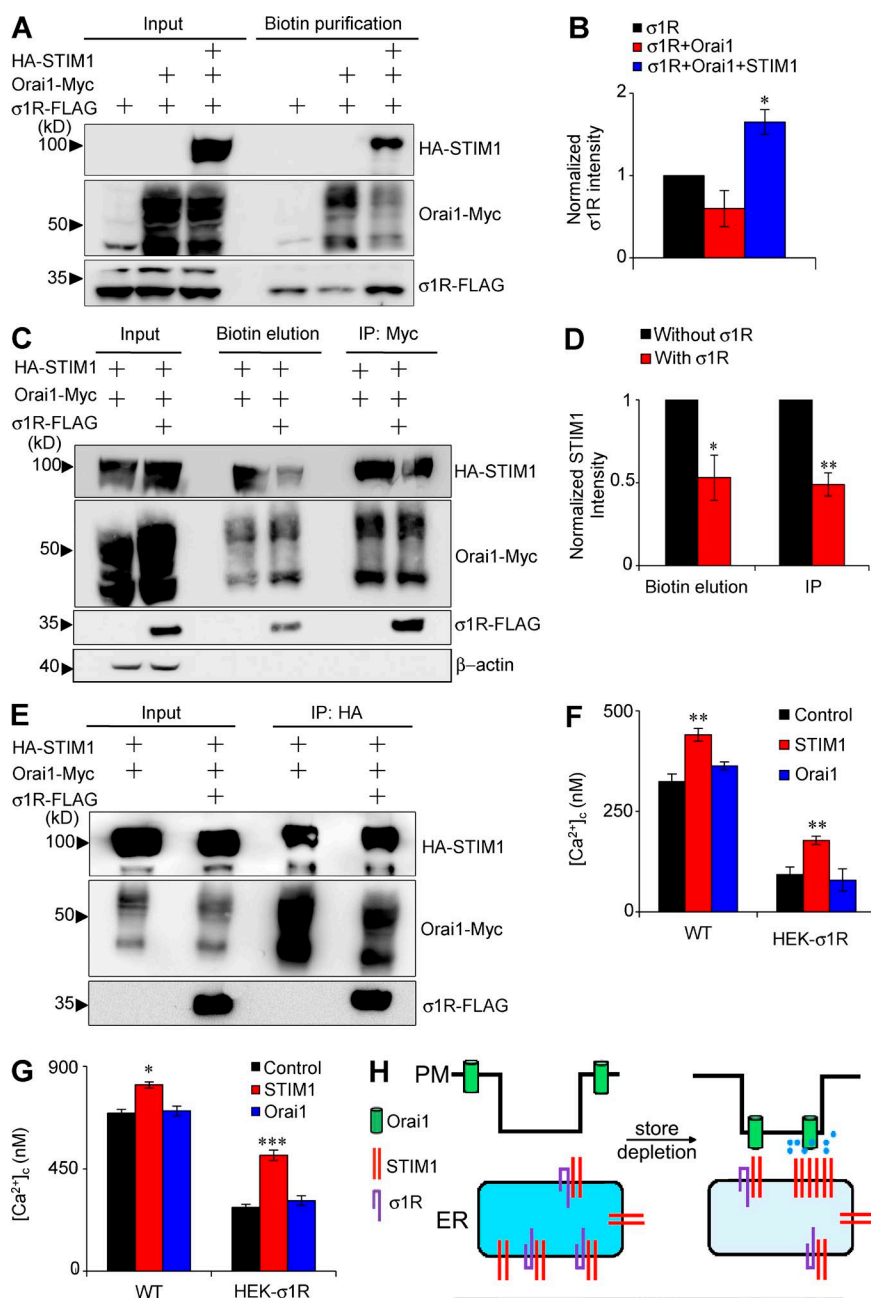 A
Input Biotin purification
HA-STIM1 + +
Orai1-Myc + + + +
σ1R-FLAG + + + + + +
(kD)
100
HA-STIM1
50
Orai1-Myc
35
σ1R-FLAG
B
σ1R
σ1R+Orai1
σ1R+Orai1+STIM1
Normalized
σ1R intensity
2
1
0
*
C
Input Biotin elution IP: Myc
HA-STIM1 + + + + + +
Orai1-Myc + + + + + +
σ1R-FLAG + + +
(kD)
100
HA-STIM1
50
Orai1-Myc
35
σ1R-FLAG
40
β–actin
D
Without σ1R
With σ1R
Normalized STIM1
Intensity
1
0.5
0
*
**
Biotin elution IP
E
Input IP: HA
HA-STIM1 + + + +
Orai1-Myc + + + +
σ1R-FLAG + +
(kD)
100
HA-STIM1
50
Orai1-Myc
35
σ1R-FLAG
F
Control
STIM1
Orai1
[Ca2+]c (nM)
500
250
0
**
**
WT HEK-σ1R
G
Control
STIM1
Orai1
[Ca2+]c (nM)
900
450
0
*
***
WT HEK-σ1R
H
PM
Orai1
STIM1
σ1R
ER
store
depletion